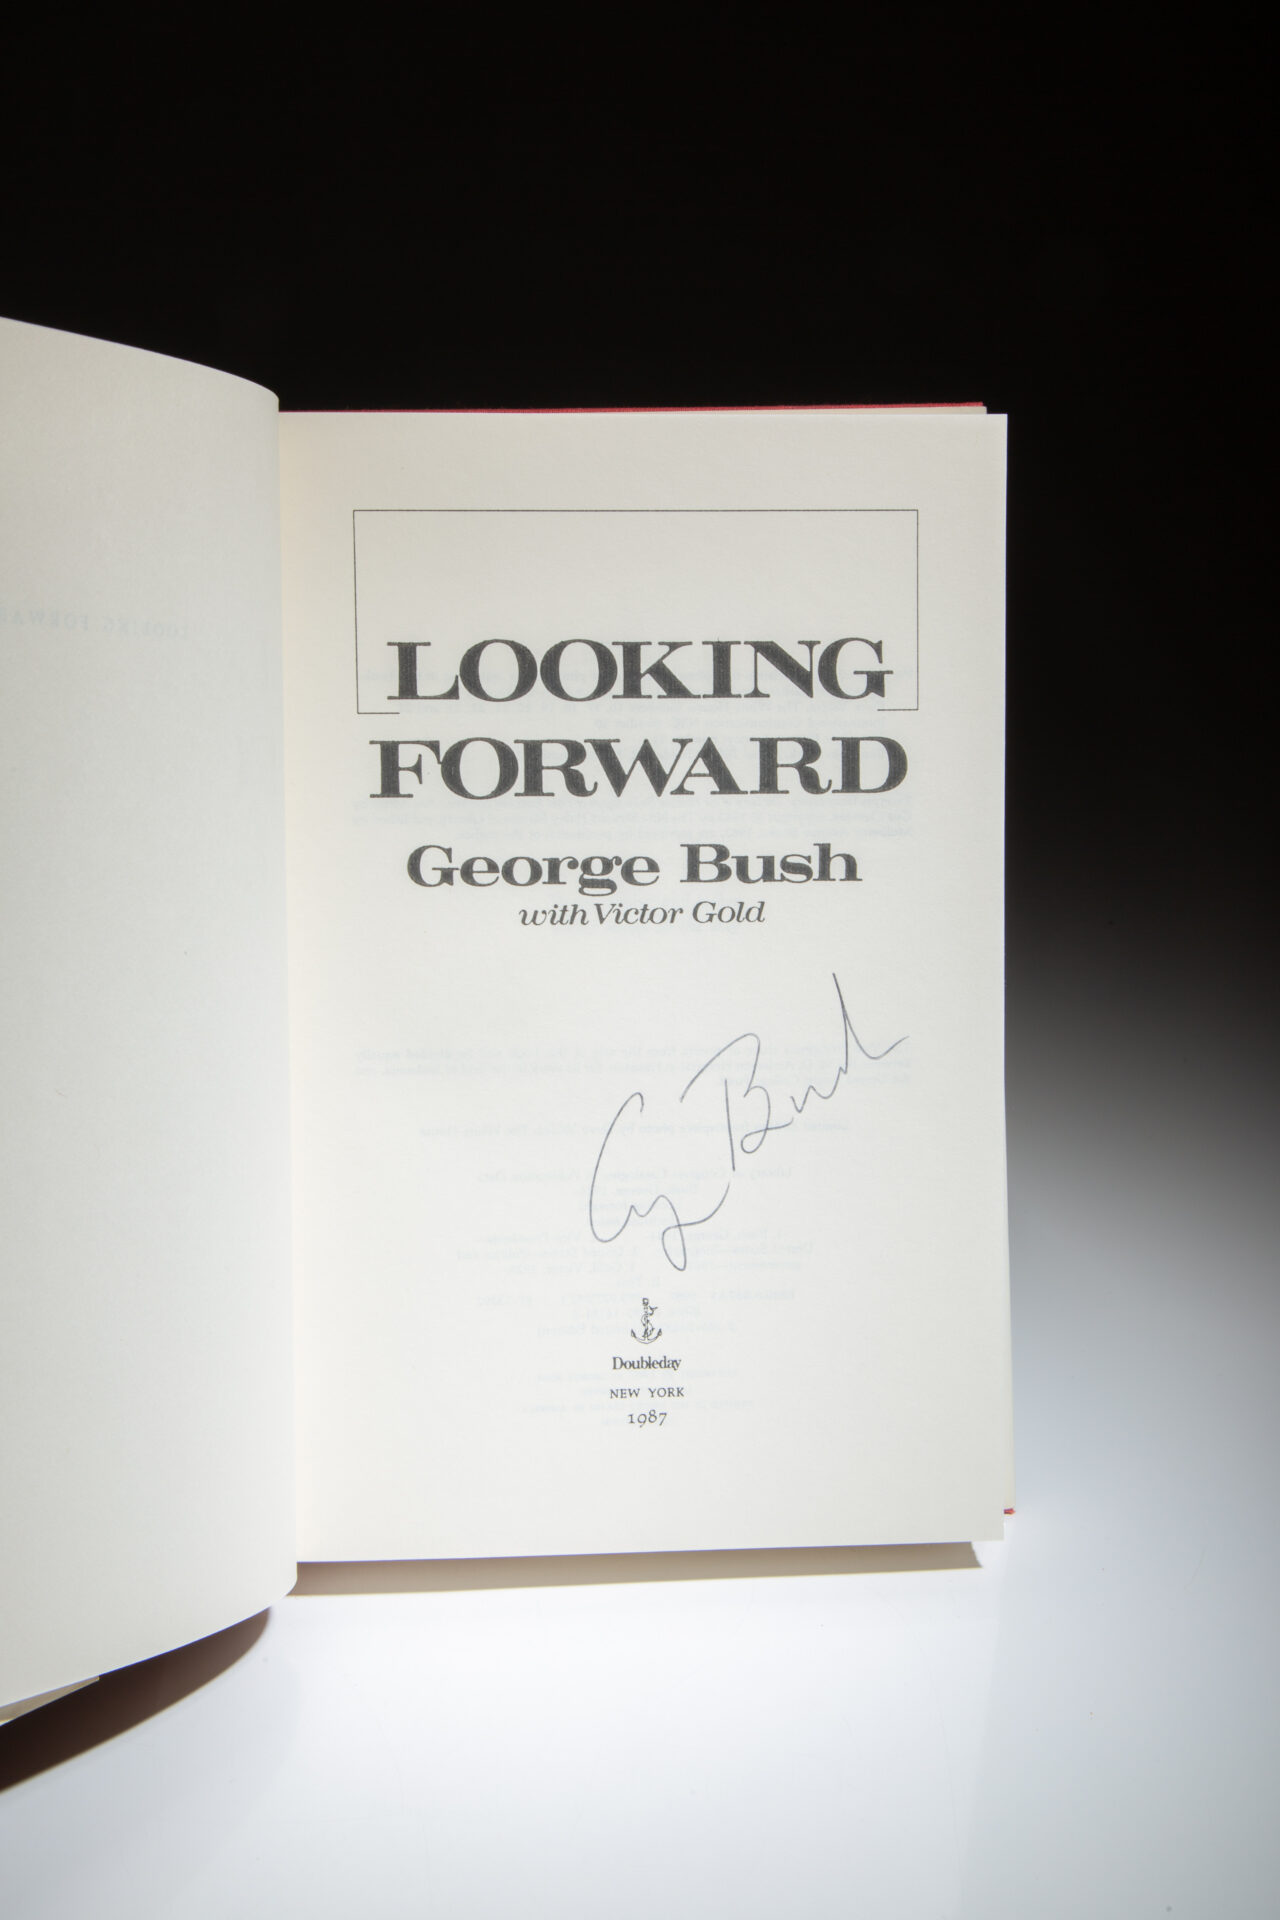 LOOKING
FORWARD
George Bush
with Victor Gold
G Bush
Doubleday
NEW YORK
1987